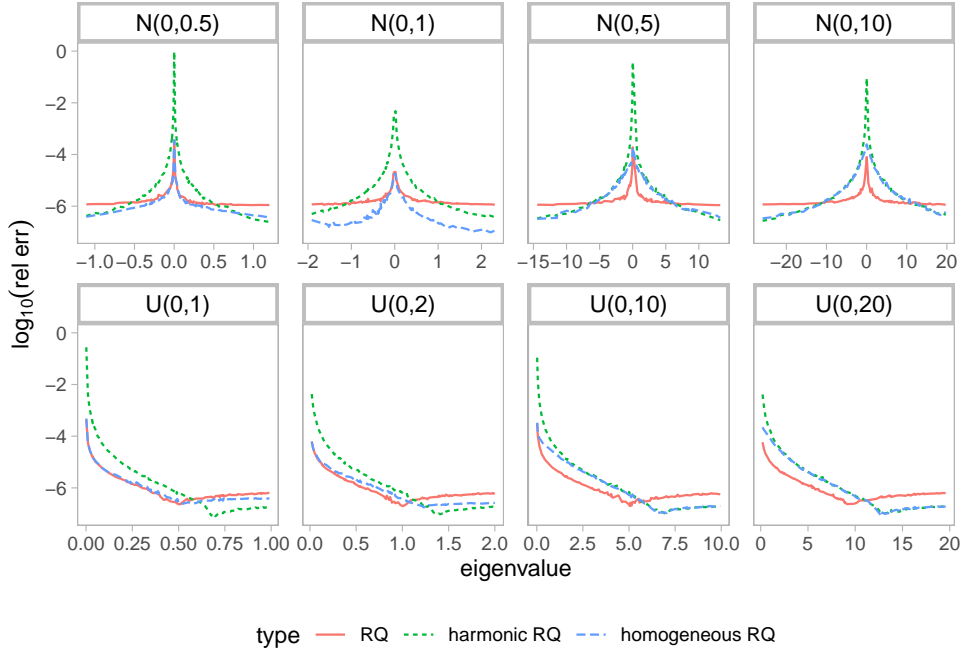 N(0,0.5) N(0,1) N(0,5) N(0,10)
0
−2
−4
−6
−1.0 −0.5 0.0 0.5 1.0 −2 −1 0 1 2 −15 −10 −5 0 5 10 −20 −10 0 10 20
log₁₀(rel err)
U(0,1) U(0,2) U(0,10) U(0,20)
0
−2
−4
−6
0.00 0.25 0.50 0.75 1.00 0.0 0.5 1.0 1.5 2.0 0.0 2.5 5.0 7.5 10.0 0 5 10 15 20
eigenvalue
type RQ harmonic RQ homogeneous RQ